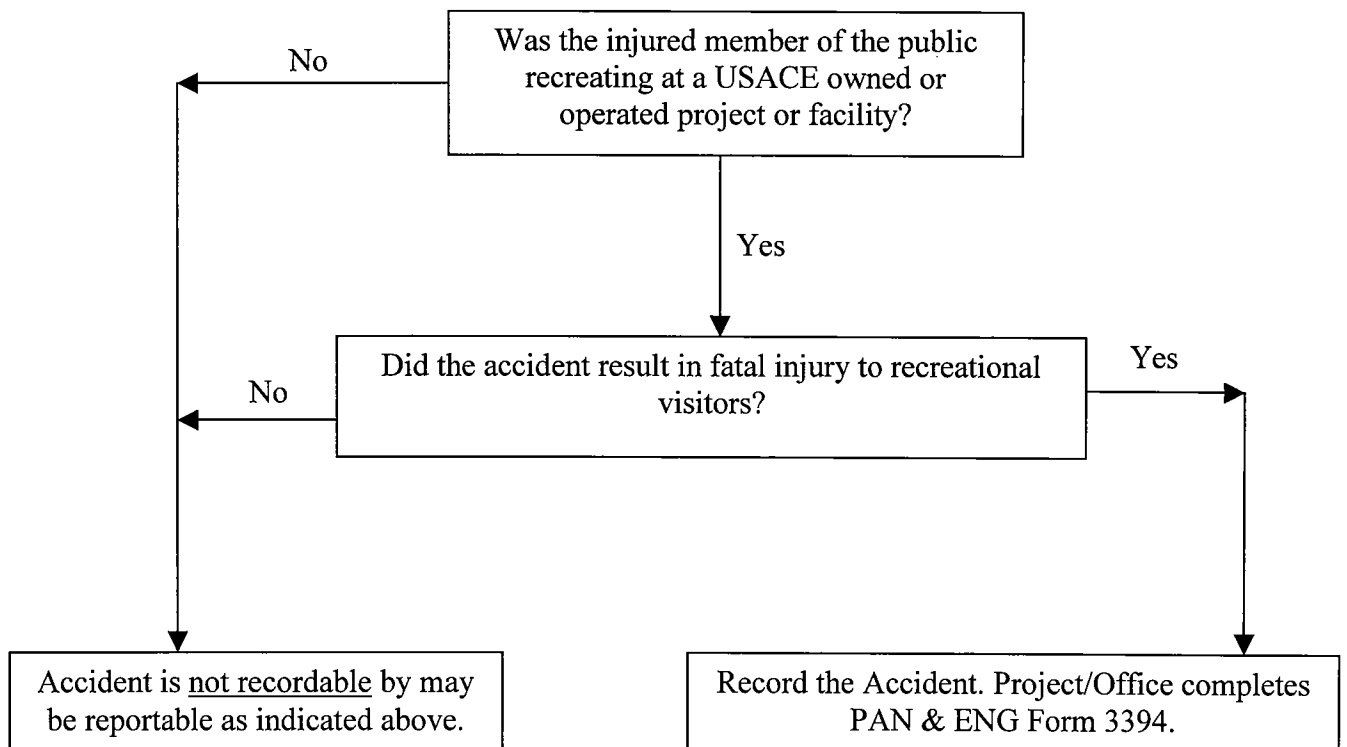 Was the injured member of the public
recreating at a USACE owned or
operated project or facility?
No
Yes
Did the accident result in fatal injury to recreational
visitors?
No
Yes
Accident is not recordable by may
be reportable as indicated above.
Record the Accident. Project/Office completes
PAN & ENG Form 3394.